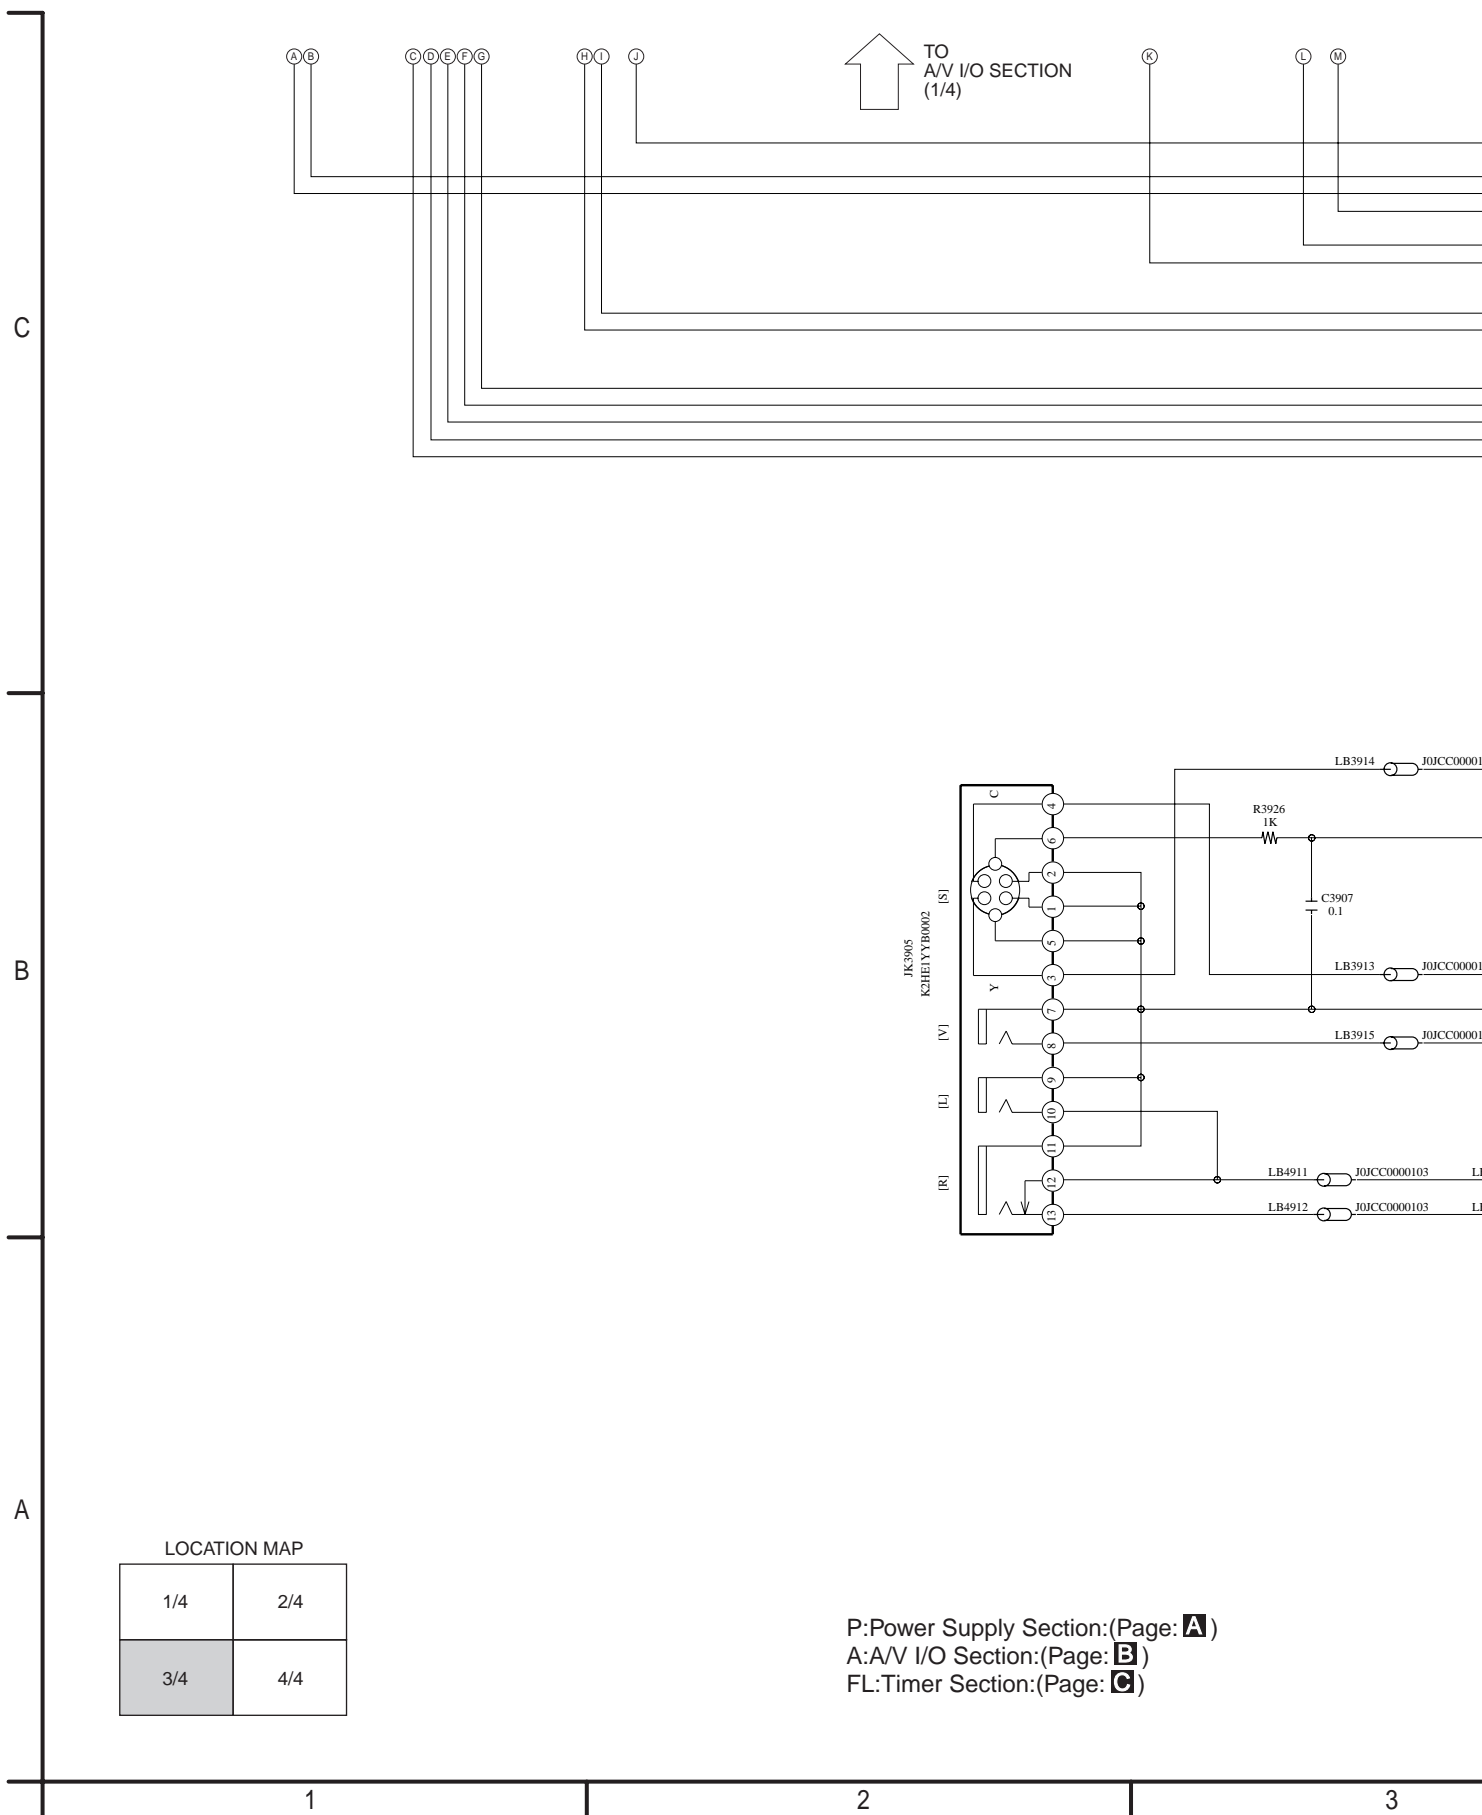 A B C D E F G H I J K L M
TO
A/V I/O SECTION
(1/4)
C
LB3914 J0JCC00001
C
4
R3926
1K
6
2
[S]
1
C3907
0.1
JK3905
K2HE1YYB0002
5
B
LB3913 J0JCC00001
3
Y
7
[V]
LB3915 J0JCC00001
8
9
[L]
10
11
LB4911 J0JCC0000103
12
[R]
LB4912 J0JCC0000103
13
A
LOCATION MAP
1/4 2/4
3/4 4/4
P:Power Supply Section:(Page: A )
A:A/V I/O Section:(Page: B )
FL:Timer Section:(Page: C )
1 2 3